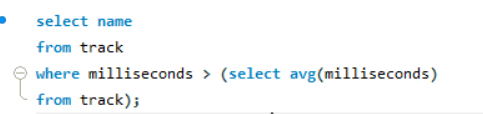 select name
from track
where milliseconds > (select avg(milliseconds)
from track);